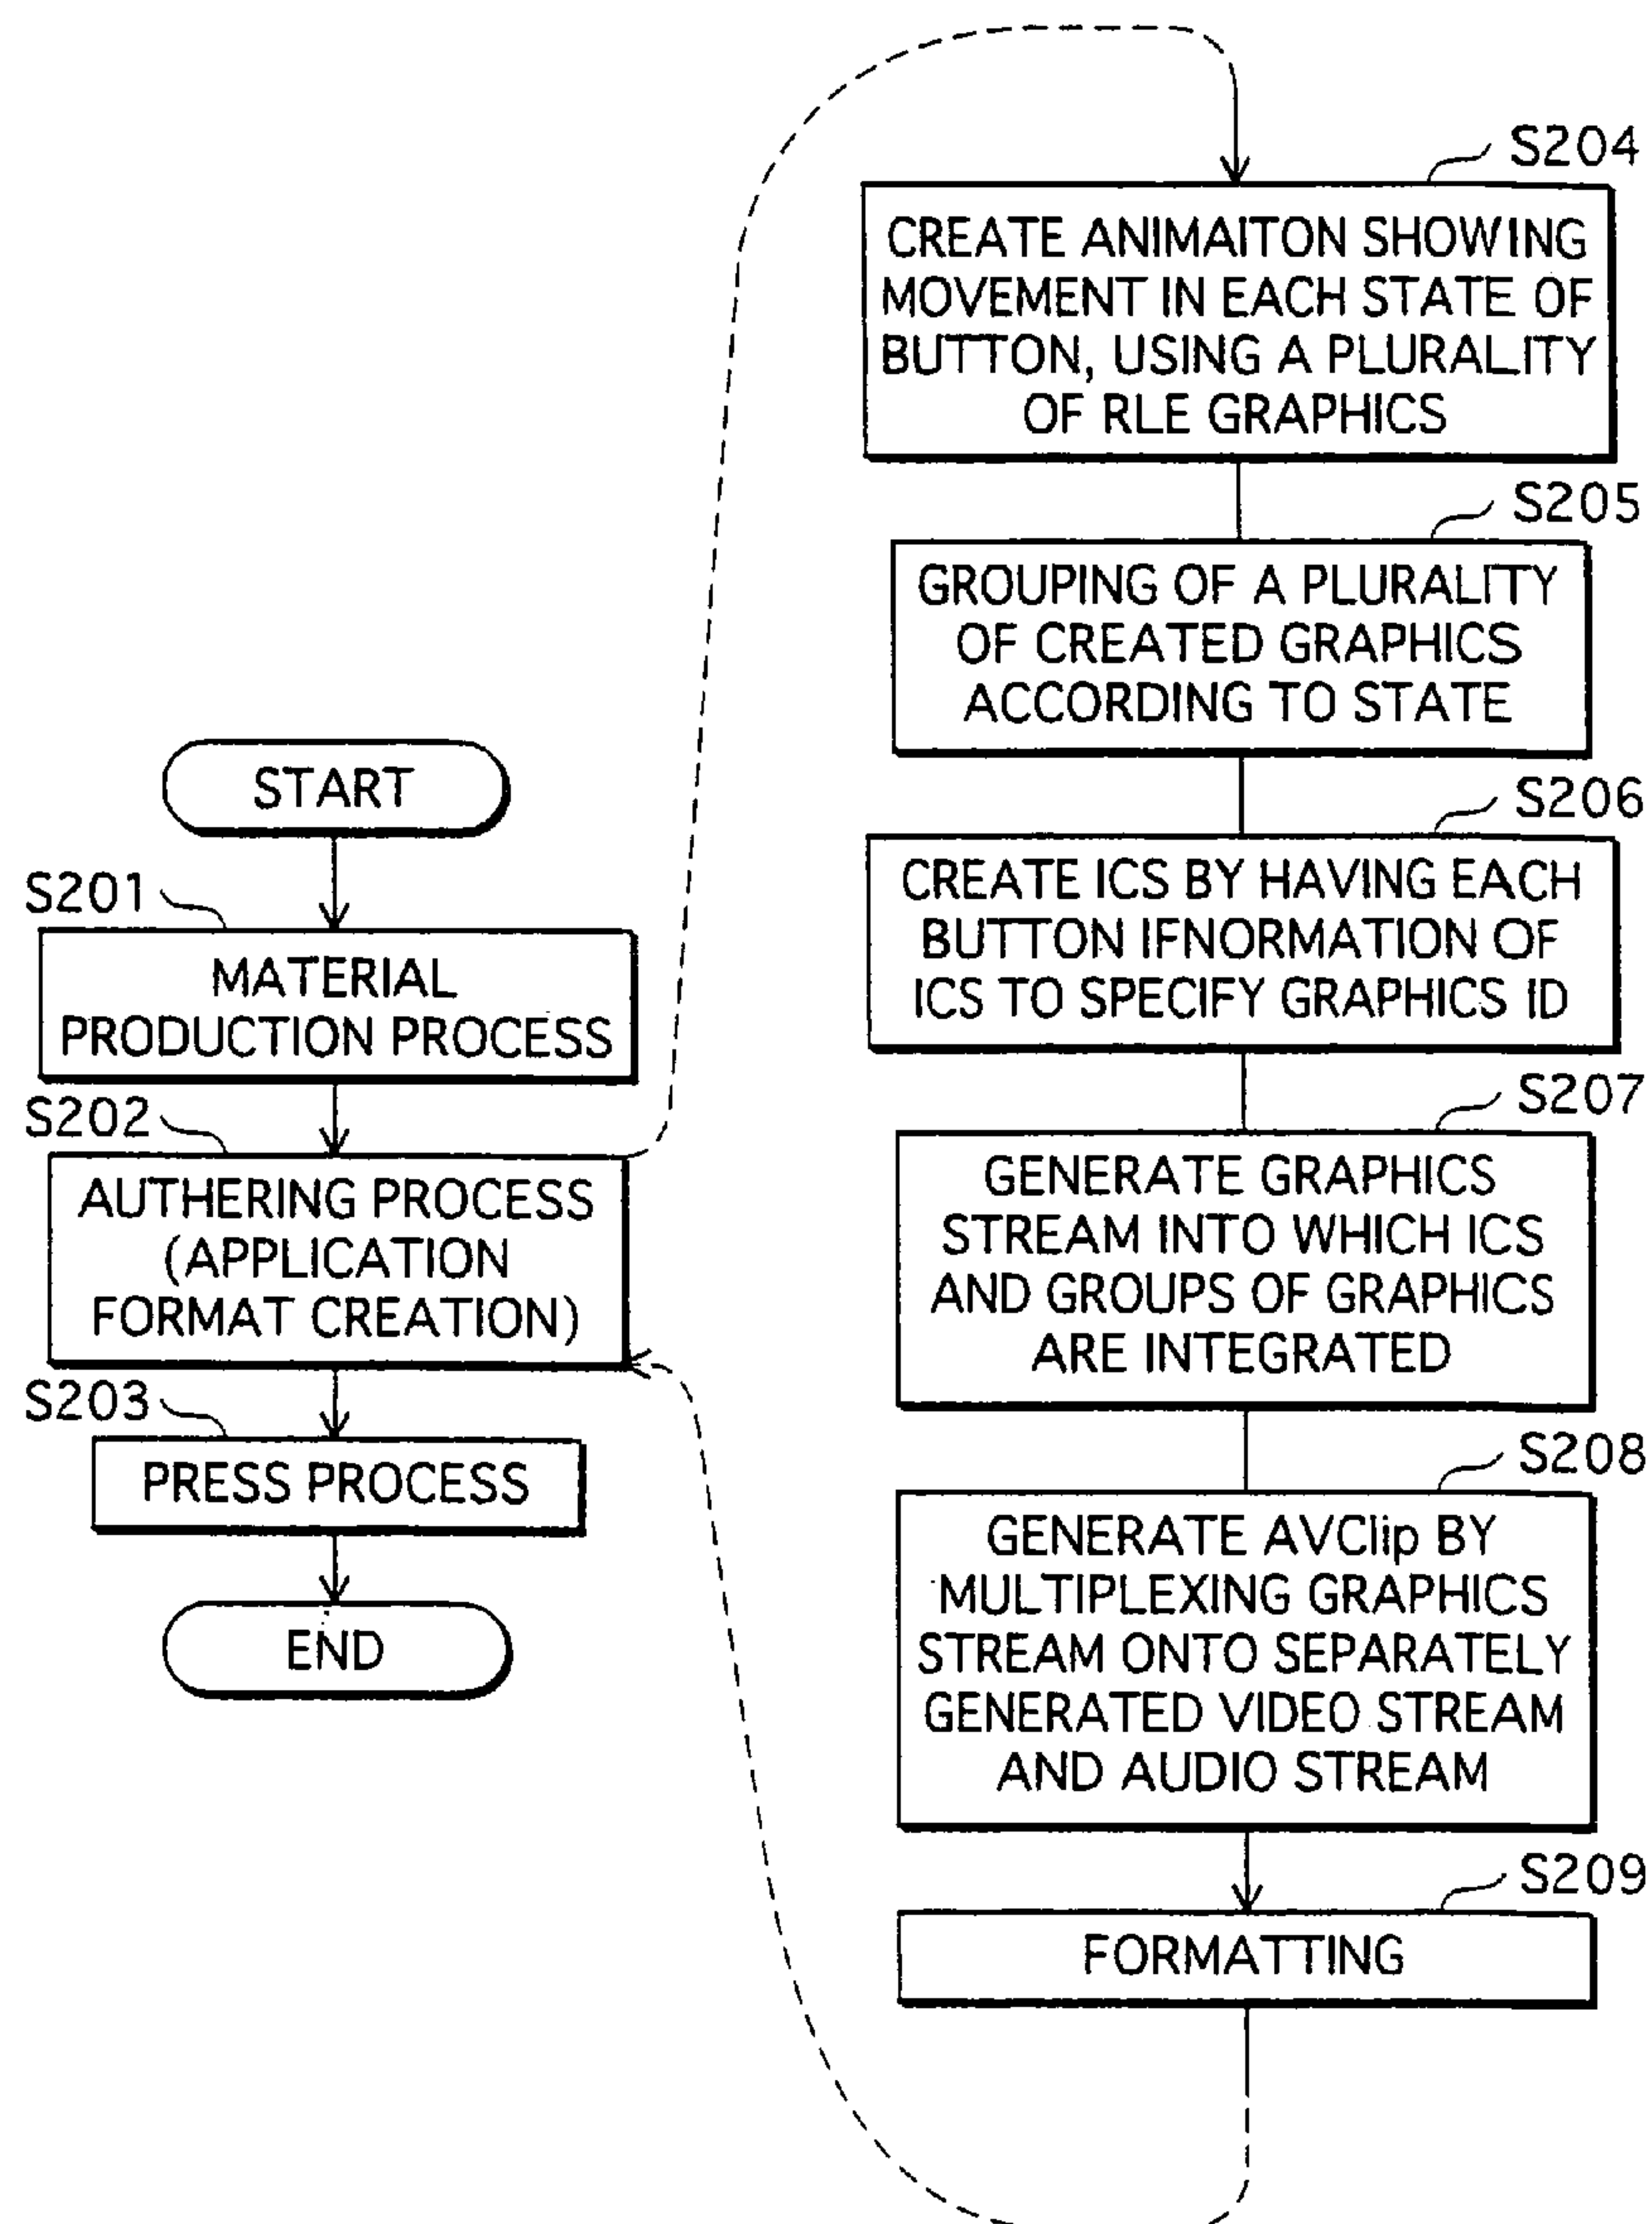 START
S201
MATERIAL
PRODUCTION PROCESS
S202
AUTHERING PROCESS
(APPLICATION
FORMAT CREATION)
S203
PRESS PROCESS
END
S204
CREATE ANIMAITON SHOWING
MOVEMENT IN EACH STATE OF
BUTTON, USING A PLURALITY
OF RLE GRAPHICS
S205
GROUPING OF A PLURALITY
OF CREATED GRAPHICS
ACCORDING TO STATE
S206
CREATE ICS BY HAVING EACH
BUTTON IFNORMATION OF
ICS TO SPECIFY GRAPHICS ID
S207
GENERATE GRAPHICS
STREAM INTO WHICH ICS
AND GROUPS OF GRAPHICS
ARE INTEGRATED
S208
GENERATE AVClip BY
MULTIPLEXING GRAPHICS
STREAM ONTO SEPARATELY
GENERATED VIDEO STREAM
AND AUDIO STREAM
S209
FORMATTING